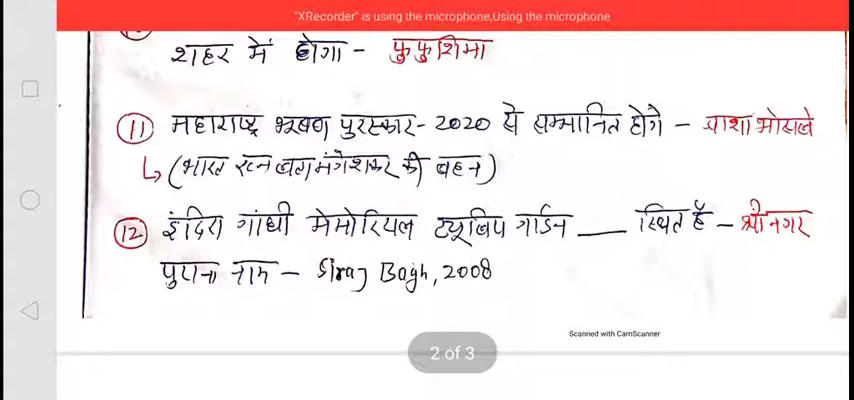 "XRecorder" is using the microphone,Using the microphone
शहर में होगा - फुकुशिमा
(11) महाराष्ट्र भूषण पुरस्कार - 2020 से सम्मानित होंगे - आशा भोसले
↳ (भारत रत्न लता मंगेशकर की बहन)
(12) इंदिरा गांधी मेमोरियल ट्यूलिप गार्डन ___ स्थित है - श्रीनगर
पुराना नाम - Siraj Bagh, 2008
Scanned with CamScanner
2 of 3